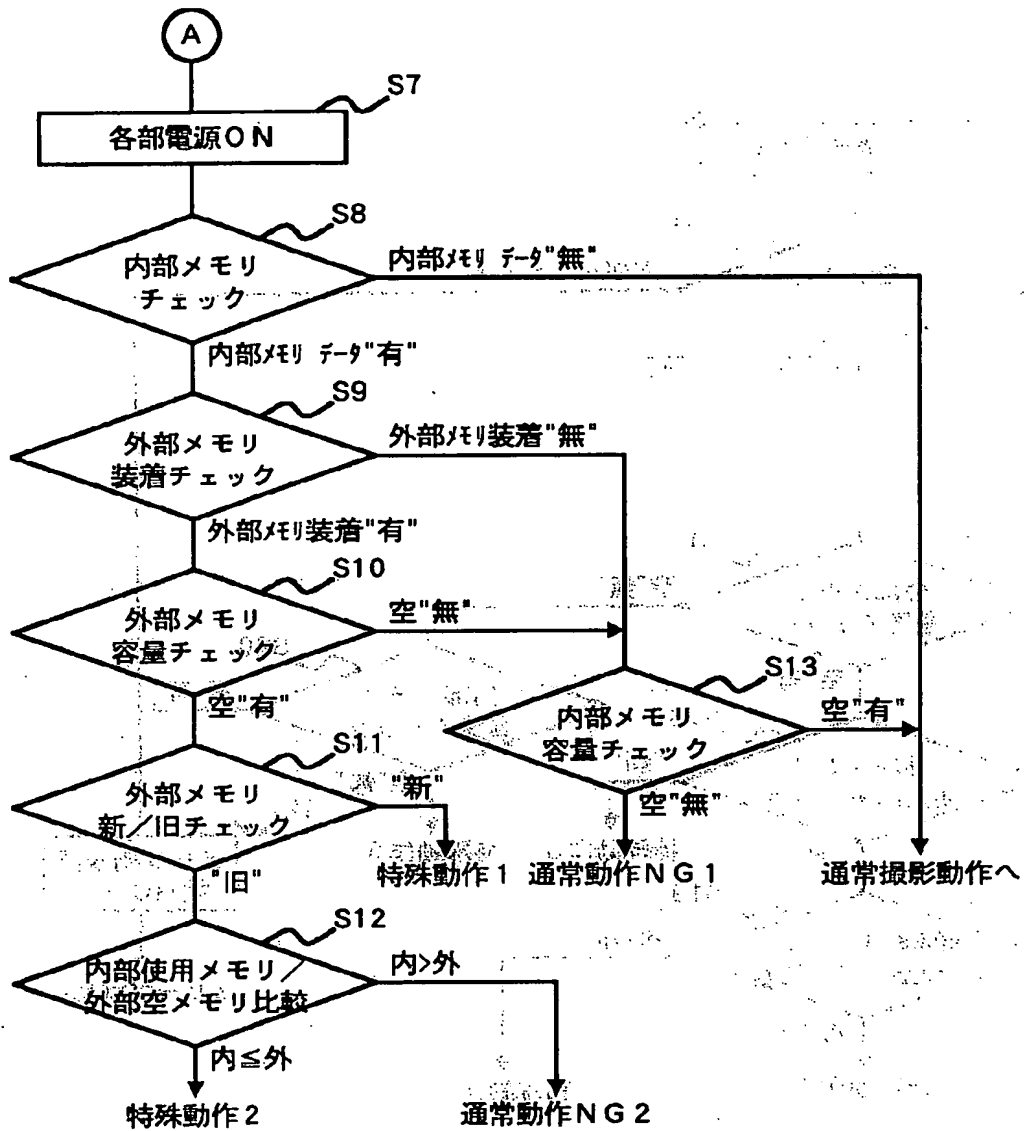 A
S7
各部電源ON
S8
内部メモリ
チェック
内部メモリ データ"無"
内部メモリ データ"有"
S9
外部メモリ
装着チェック
外部メモリ装着"無"
外部メモリ装着"有"
S10
外部メモリ
容量チェック
空"無"
空"有"
S13
内部メモリ
容量チェック
空"有"
空"無"
S11
外部メモリ
新/旧チェック
"新"
"旧"
特殊動作1
通常動作NG1
通常撮影動作へ
S12
内部使用メモリ/
外部空メモリ比較
内>外
内≦外
特殊動作2
通常動作NG2